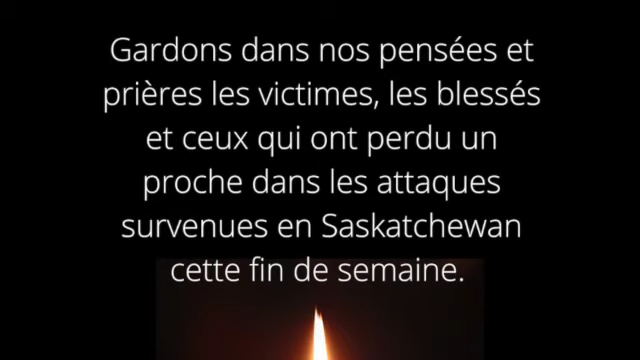 Gardons dans nos pensées et
prières les victimes, les blessés
et ceux qui ont perdu un
proche dans les attaques
survenues en Saskatchewan
cette fin de semaine.